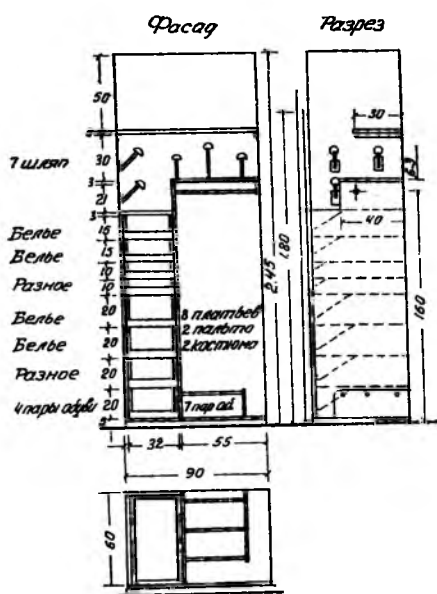 Фасад
Разрез
50
7 шляп
30
3
21
3
Белье
15
Белье
15
10
Разное
10
Белье
20
Белье
20
Разное
20
4 пары обуви
20
8 платьев
2 пальто
2 костюма
7 пар об.
2.45
180
30
40
160
32
55
90
60